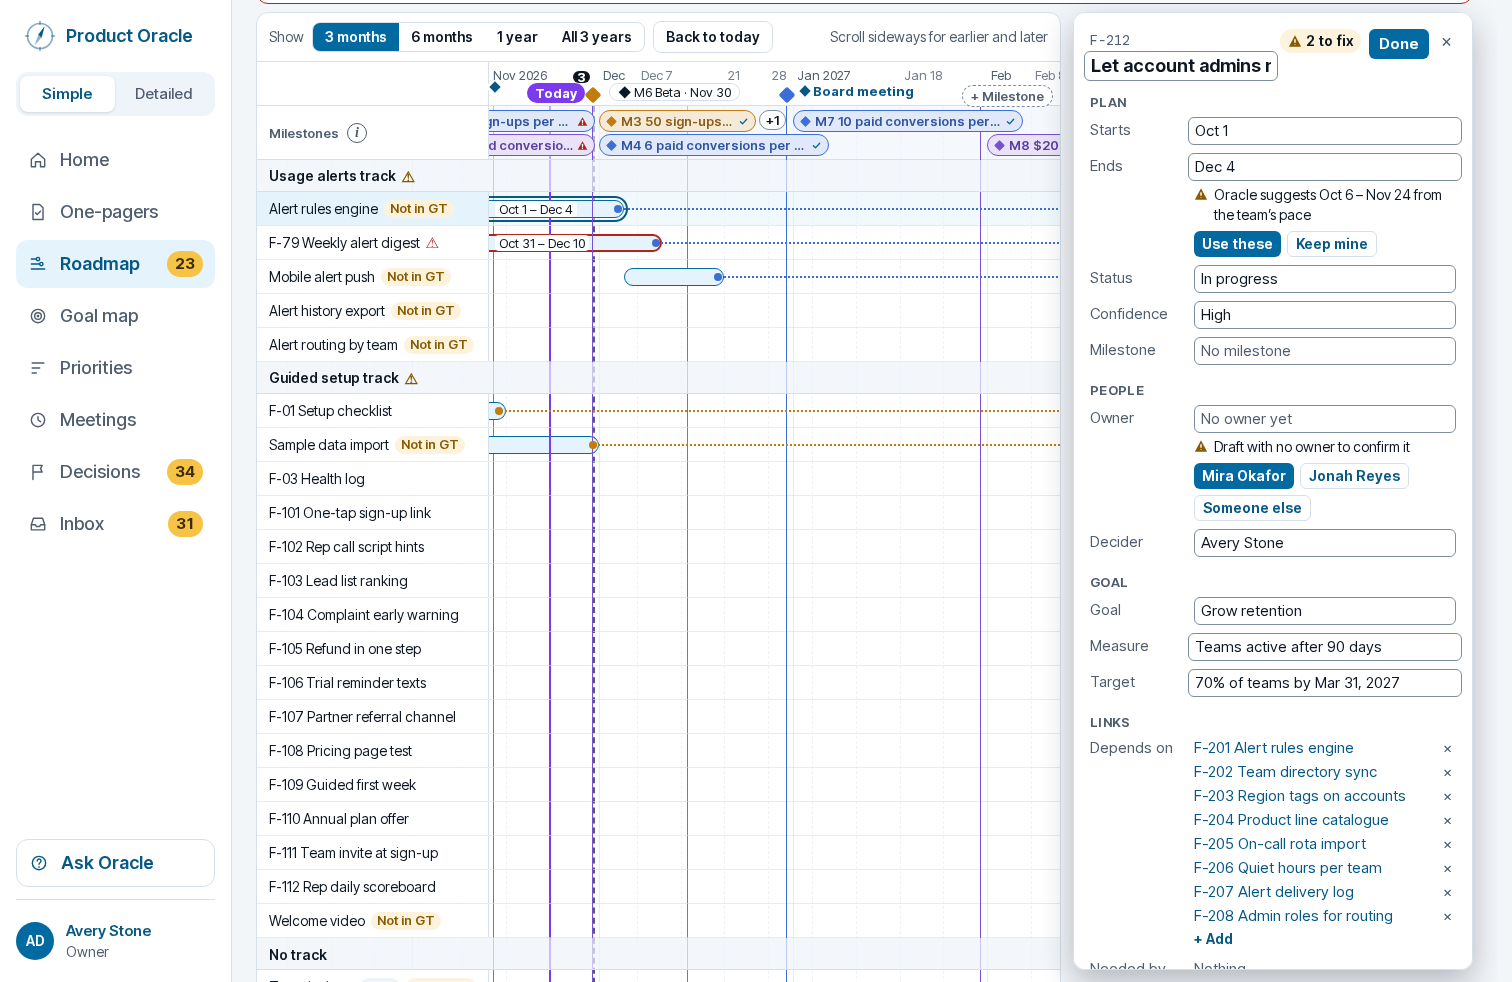 Product Oracle
Simple
Detailed
Home
One-pagers
Roadmap
23
Goal map
Priorities
Meetings
Decisions
34
Inbox
31
Ask Oracle
AD
Avery Stone
Owner
Show
3 months
6 months
1 year
All 3 years
Back to today
Scroll sideways for earlier and later
Nov 2026
3
Dec
Dec 7
21
28
Jan 2027
Jan 18
Feb
Feb
Today
M6 Beta · Nov 30
Board meeting
+ Milestone
Milestones
i
gn-ups per ...
M3 50 sign-ups...
+1
M7 10 paid conversions per...
d conversio...
M4 6 paid conversions per ...
M8 $20
Usage alerts track
Alert rules engine
Not in GT
Oct 1 – Dec 4
F-79 Weekly alert digest
Oct 31 – Dec 10
Mobile alert push
Not in GT
Alert history export
Not in GT
Alert routing by team
Not in GT
Guided setup track
F-01 Setup checklist
Sample data import
Not in GT
F-03 Health log
F-101 One-tap sign-up link
F-102 Rep call script hints
F-103 Lead list ranking
F-104 Complaint early warning
F-105 Refund in one step
F-106 Trial reminder texts
F-107 Partner referral channel
F-108 Pricing page test
F-109 Guided first week
F-110 Annual plan offer
F-111 Team invite at sign-up
F-112 Rep daily scoreboard
Welcome video
Not in GT
No track
F-212
2 to fix
Done
×
Let account admins r
PLAN
Starts
Oct 1
Ends
Dec 4
Oracle suggests Oct 6 – Nov 24 from
the team's pace
Use these
Keep mine
Status
In progress
Confidence
High
Milestone
No milestone
PEOPLE
Owner
No owner yet
Draft with no owner to confirm it
Mira Okafor
Jonah Reyes
Someone else
Decider
Avery Stone
GOAL
Goal
Grow retention
Measure
Teams active after 90 days
Target
70% of teams by Mar 31, 2027
LINKS
Depends on
F-201 Alert rules engine ×
F-202 Team directory sync ×
F-203 Region tags on accounts ×
F-204 Product line catalogue ×
F-205 On-call rota import ×
F-206 Quiet hours per team ×
F-207 Alert delivery log ×
F-208 Admin roles for routing ×
+ Add
Needed by
Nothing